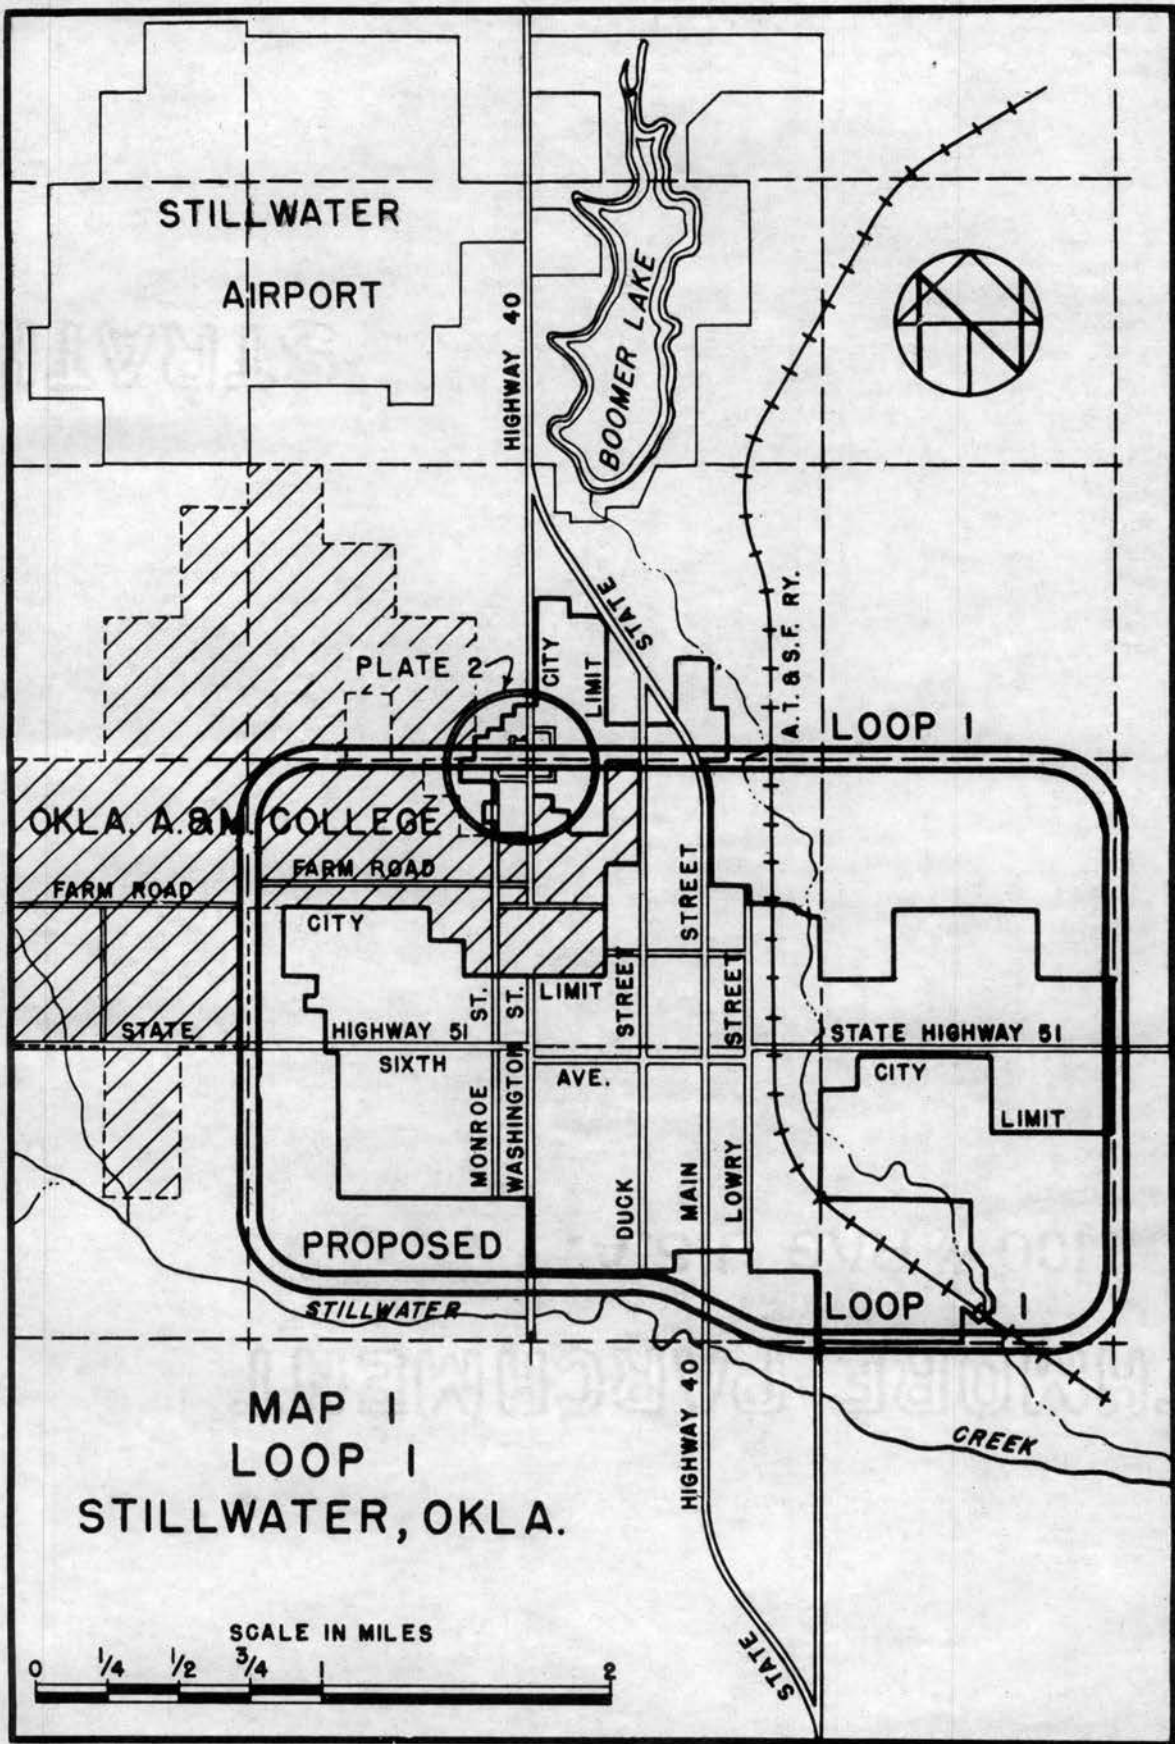 STILLWATER
AIRPORT
HIGHWAY 40
BOOMER LAKE
STATE
A.T. & S.F. RY.
PLATE 2
CITY
LIMIT
LOOP 1
OKLA. A.&M. COLLEGE
FARM ROAD
FARM ROAD
CITY
LIMIT
STREET
STREET
STREET
ST.
ST.
STATE
HIGHWAY 51
STATE HIGHWAY 51
SIXTH
AVE.
CITY
LIMIT
MONROE
WASHINGTON
DUCK
MAIN
LOWRY
PROPOSED
LOOP 1
STILLWATER
CREEK
HIGHWAY 40
STATE
MAP 1
LOOP 1
STILLWATER, OKLA.
SCALE IN MILES
0 1/4 1/2 3/4 1 2